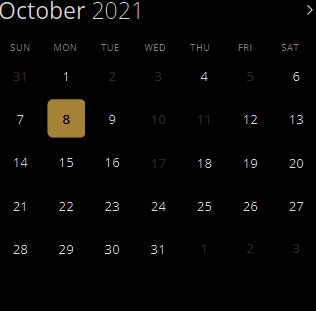 October 2021
SUN MON TUE WED THU FRI SAT
31 1 2 3 4 5 6
7 8 9 10 11 12 13
14 15 16 17 18 19 20
21 22 23 24 25 26 27
28 29 30 31 1 2 3